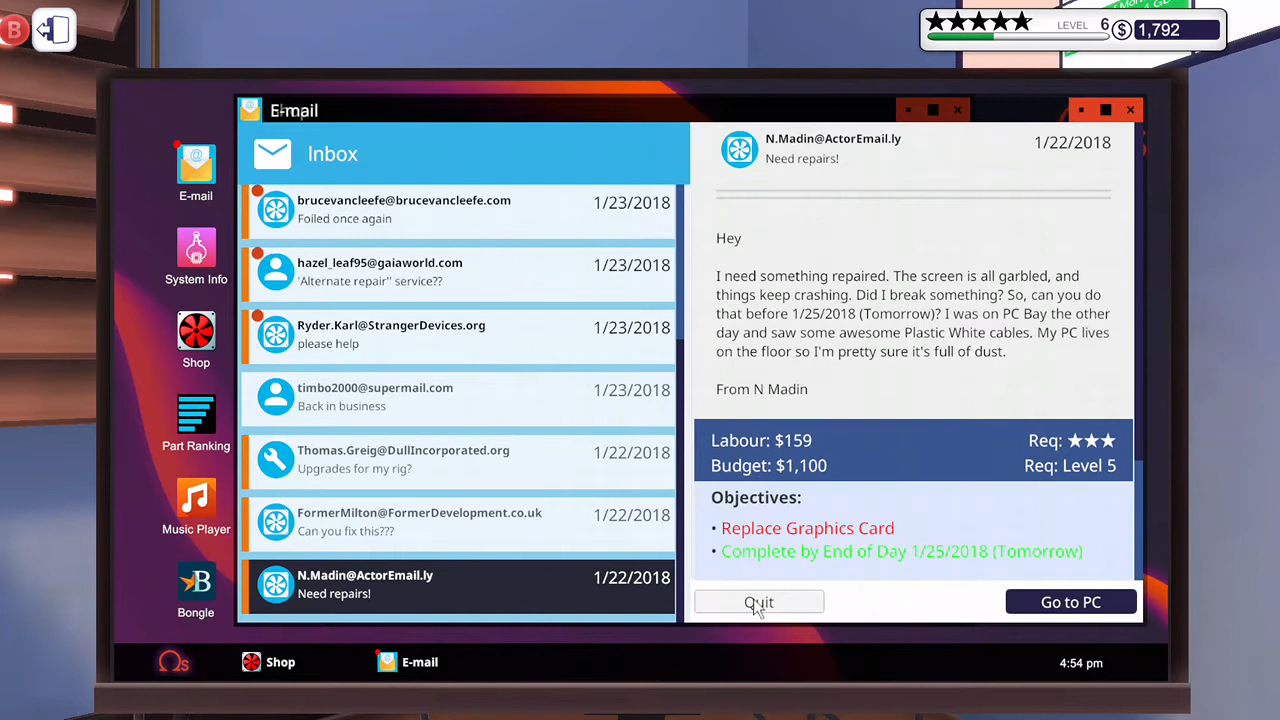 B
LEVEL 6 $ 1,792
E-mail
Inbox
brucevancleefe@brucevancleefe.com 1/23/2018
Foiled once again
hazel_leaf95@gaiaworld.com 1/23/2018
'Alternate repair" service??
Ryder.Karl@StrangerDevices.org 1/23/2018
please help
timbo2000@supermail.com 1/23/2018
Back in business
Thomas.Greig@DullIncorporated.org 1/22/2018
Upgrades for my rig?
FormerMilton@FormerDevelopment.co.uk 1/22/2018
Can you fix this???
N.Madin@ActorEmail.ly 1/22/2018
Need repairs!
E-mail
System Info
Shop
Part Ranking
Music Player
Bongle
N.Madin@ActorEmail.ly 1/22/2018
Need repairs!
Hey
I need something repaired. The screen is all garbled, and
things keep crashing. Did I break something? So, can you do
that before 1/25/2018 (Tomorrow)? I was on PC Bay the other
day and saw some awesome Plastic White cables. My PC lives
on the floor so I'm pretty sure it's full of dust.
From N Madin
Labour: $159 Req: ★★★
Budget: $1,100 Req: Level 5
Objectives:
• Replace Graphics Card
• Complete by End of Day 1/25/2018 (Tomorrow)
Quit Go to PC
Ωs Shop E-mail 4:54 pm